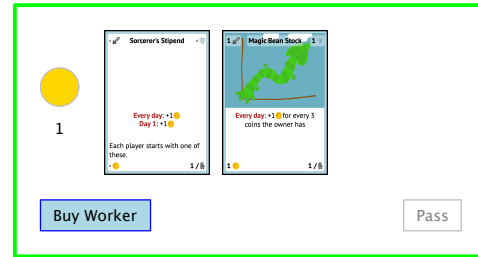 - Sorcerer's Stipend -
1 Magic Bean Stock 1
1
Every day: +1
Day 1: +1
Each player starts with one of
these.
- 1/
Every day: +1 for every 3
coins the owner has
1 1/
Buy Worker
Pass